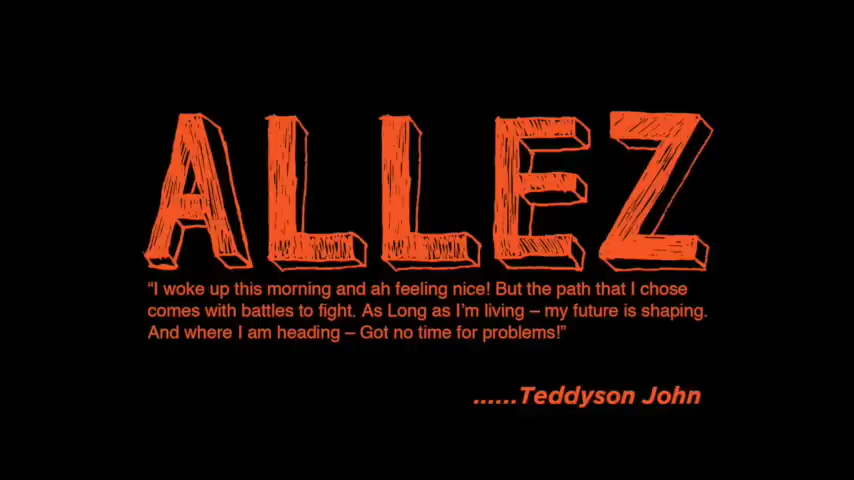 ALLEZ
“I woke up this morning and ah feeling nice! But the path that I chose
comes with battles to fight. As Long as I’m living – my future is shaping.
And where I am heading – Got no time for problems!”
......Teddyson John